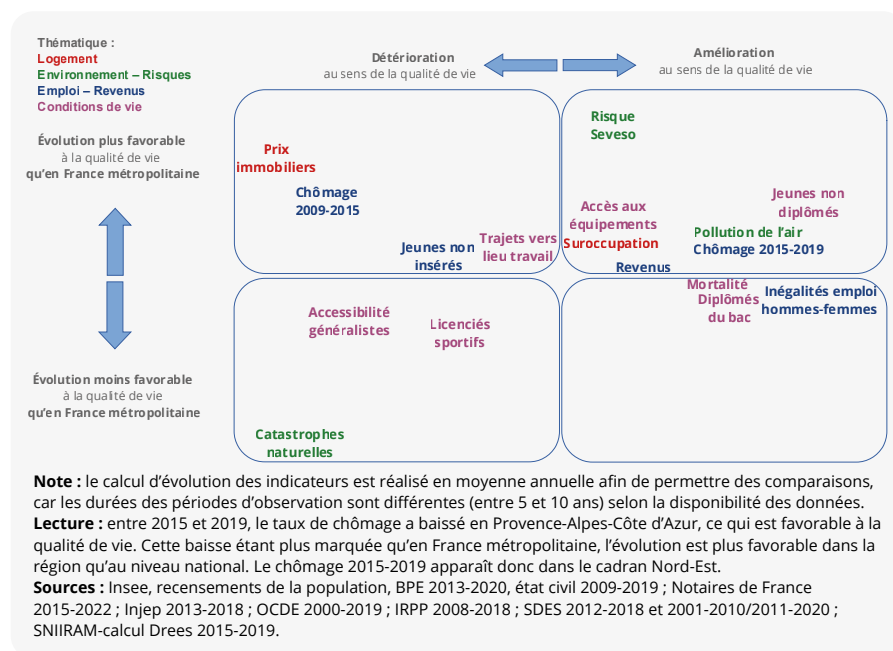 Thématique :
Logement
Environnement – Risques
Emploi – Revenus
Conditions de vie
Détérioration
au sens de la qualité de vie
Amélioration
au sens de la qualité de vie
Évolution plus favorable
à la qualité de vie
qu'en France métropolitaine
Évolution moins favorable
à la qualité de vie
qu'en France métropolitaine
Prix
immobiliers
Chômage
2009-2015
Jeunes non
insérés
Trajets vers
lieu travail
Risque
Seveso
Accès aux
équipements
Suroccupation
Revenus
Jeunes non
diplômés
Pollution de l'air
Chômage 2015-2019
Accessibilité
généralistes
Licenciés
sportifs
Catastrophes
naturelles
Mortalité
Diplômés
du bac
Inégalités emploi
hommes-femmes
Note : le calcul d'évolution des indicateurs est réalisé en moyenne annuelle afin de permettre des comparaisons,
car les durées des périodes d'observation sont différentes (entre 5 et 10 ans) selon la disponibilité des données.
Lecture : entre 2015 et 2019, le taux de chômage a baissé en Provence-Alpes-Côte d'Azur, ce qui est favorable à la
qualité de vie. Cette baisse étant plus marquée qu'en France métropolitaine, l'évolution est plus favorable dans la
région qu'au niveau national. Le chômage 2015-2019 apparaît donc dans le cadran Nord-Est.
Sources : Insee, recensements de la population, BPE 2013-2020, état civil 2009-2019 ; Notaires de France
2015-2022 ; Injep 2013-2018 ; OCDE 2000-2019 ; IRPP 2008-2018 ; SDES 2012-2018 et 2001-2010/2011-2020 ;
SNIIRAM-calcul Drees 2015-2019.